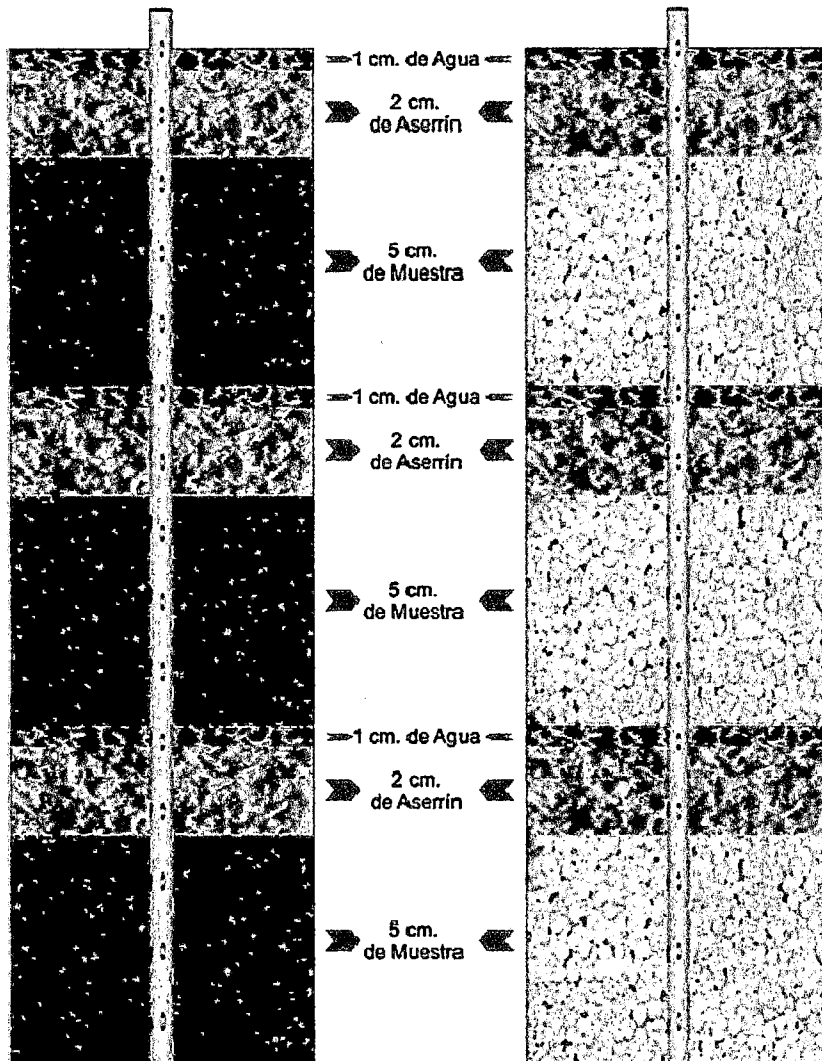 1 cm. de Agua
2 cm.
de Aserrín
5 cm.
de Muestra
1 cm. de Agua
2 cm.
de Aserrín
5 cm.
de Muestra
1 cm. de Agua
2 cm.
de Aserrín
5 cm.
de Muestra